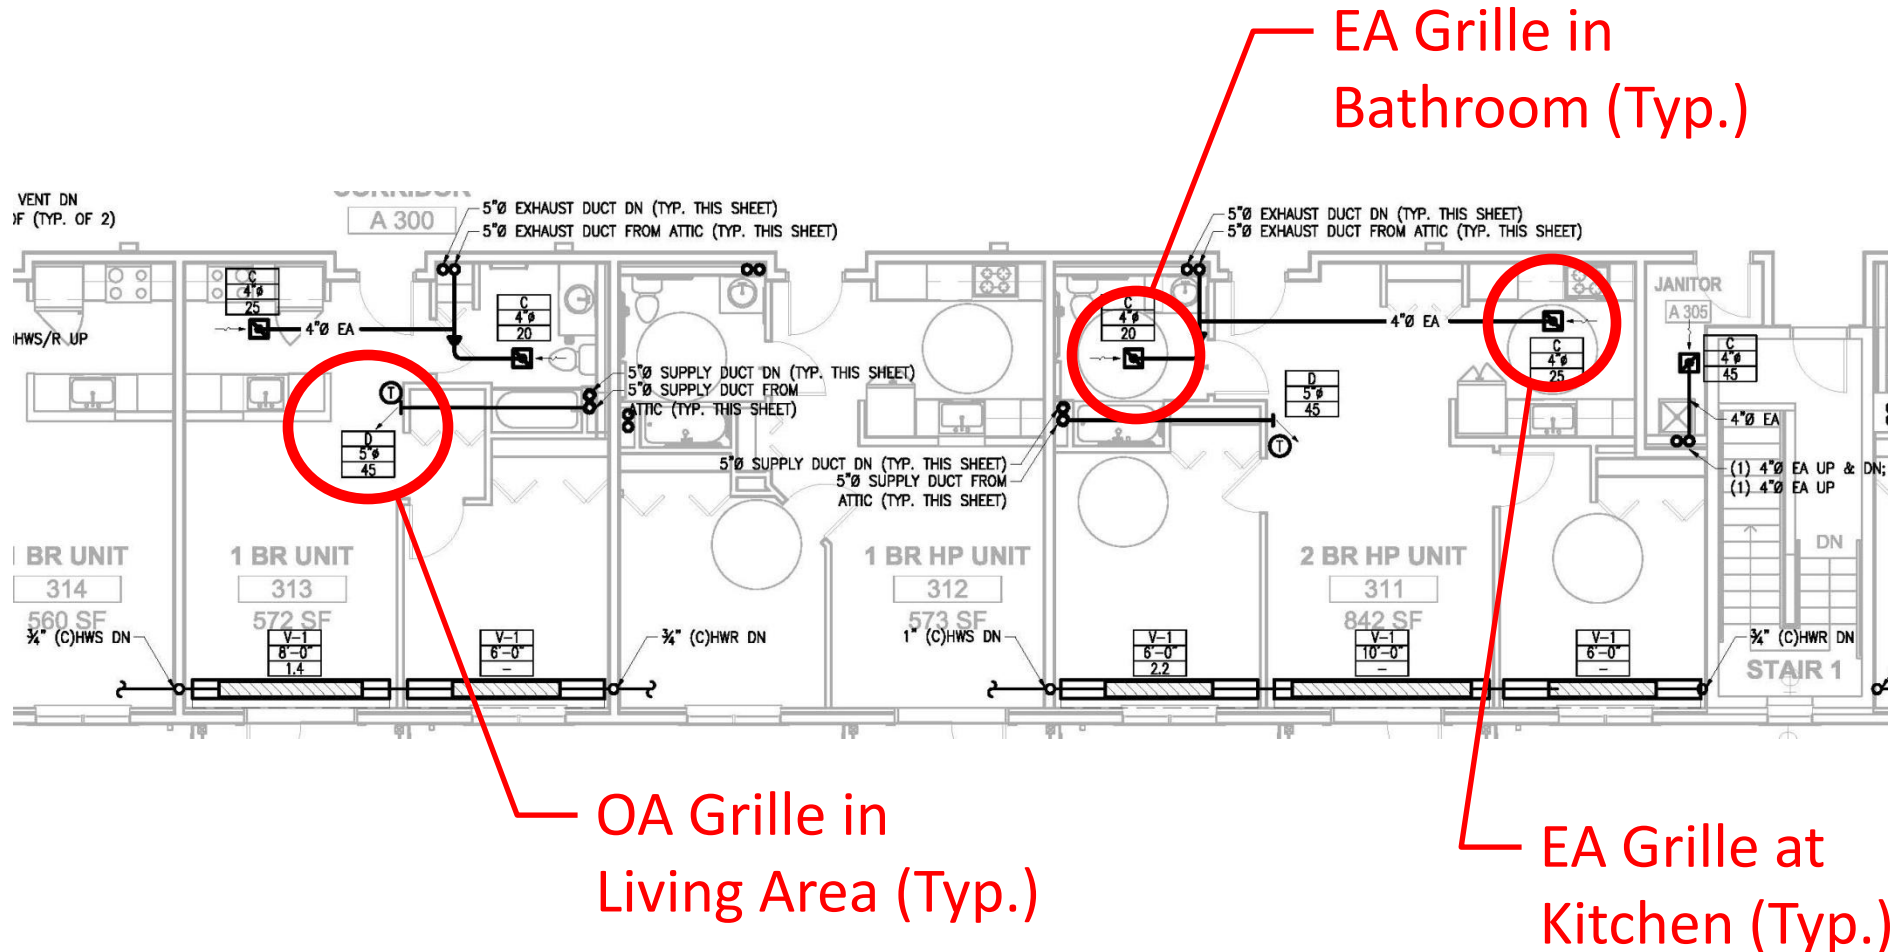 EA Grille in
Bathroom (Typ.)
VENT DN
OF (TYP. OF 2)
CORRIDOR
A 300
5"Ø EXHAUST DUCT DN (TYP. THIS SHEET)
5"Ø EXHAUST DUCT FROM ATTIC (TYP. THIS SHEET)
5"Ø EXHAUST DUCT DN (TYP. THIS SHEET)
5"Ø EXHAUST DUCT FROM ATTIC (TYP. THIS SHEET)
C
4"ø
25
4"Ø EA
C
4"ø
20
C
4"ø
20
4"Ø EA
C
4"ø
25
JANITOR
A 305
C
4"ø
45
4"Ø EA
HWS/R UP
5"Ø SUPPLY DUCT DN (TYP. THIS SHEET)
5"Ø SUPPLY DUCT FROM
ATTIC (TYP. THIS SHEET)
T
D
5"ø
45
D
5"ø
45
T
5"Ø SUPPLY DUCT DN (TYP. THIS SHEET)
5"Ø SUPPLY DUCT FROM
ATTIC (TYP. THIS SHEET)
(1) 4"Ø EA UP & DN;
(1) 4"Ø EA UP
DN
BR UNIT
314
560 SF
1 BR UNIT
313
572 SF
1 BR HP UNIT
312
573 SF
2 BR HP UNIT
311
842 SF
STAIR 1
¾" (C)HWS DN
V-1
8'-0"
1.4
V-1
6'-0"
-
¾" (C)HWR DN
1" (C)HWS DN
V-1
6'-0"
2.2
V-1
10'-0"
-
V-1
6'-0"
-
¾" (C)HWR DN
OA Grille in
Living Area (Typ.)
EA Grille at
Kitchen (Typ.)